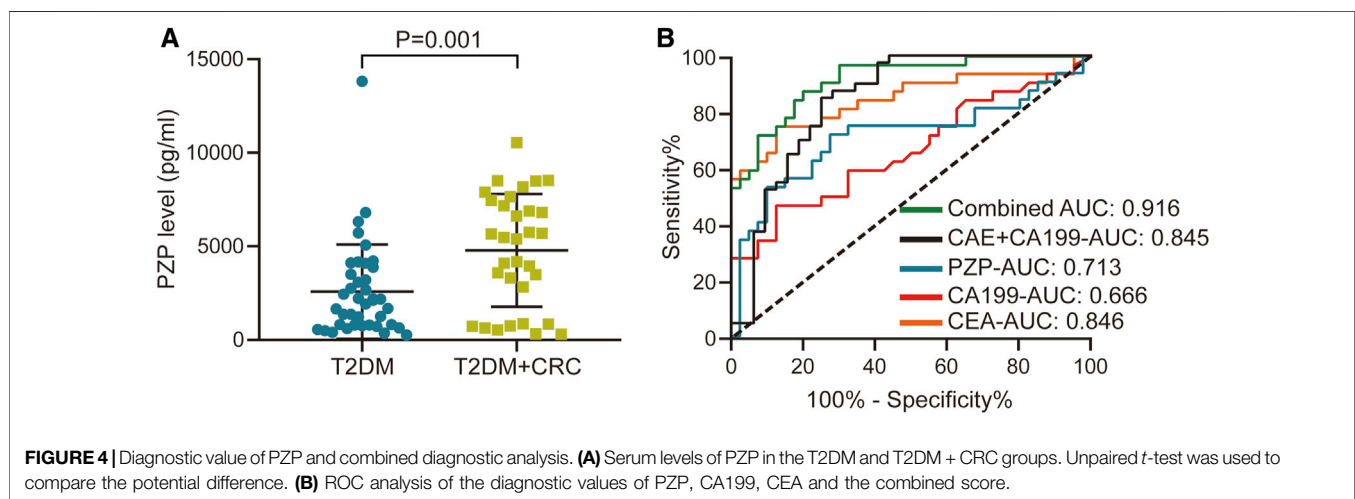 A
P=0.001
15000
10000
5000
0
PZP level (pg/ml)
T2DM
T2DM+CRC
B
100
80
60
40
20
0
Sensitivity%
Combined AUC: 0.916
CAE+CA199-AUC: 0.845
PZP-AUC: 0.713
CA199-AUC: 0.666
CEA-AUC: 0.846
0 20 40 60 80 100
100% - Specificity%
FIGURE 4 | Diagnostic value of PZP and combined diagnostic analysis. (A) Serum levels of PZP in the T2DM and T2DM + CRC groups. Unpaired t-test was used to
compare the potential difference. (B) ROC analysis of the diagnostic values of PZP, CA199, CEA and the combined score.